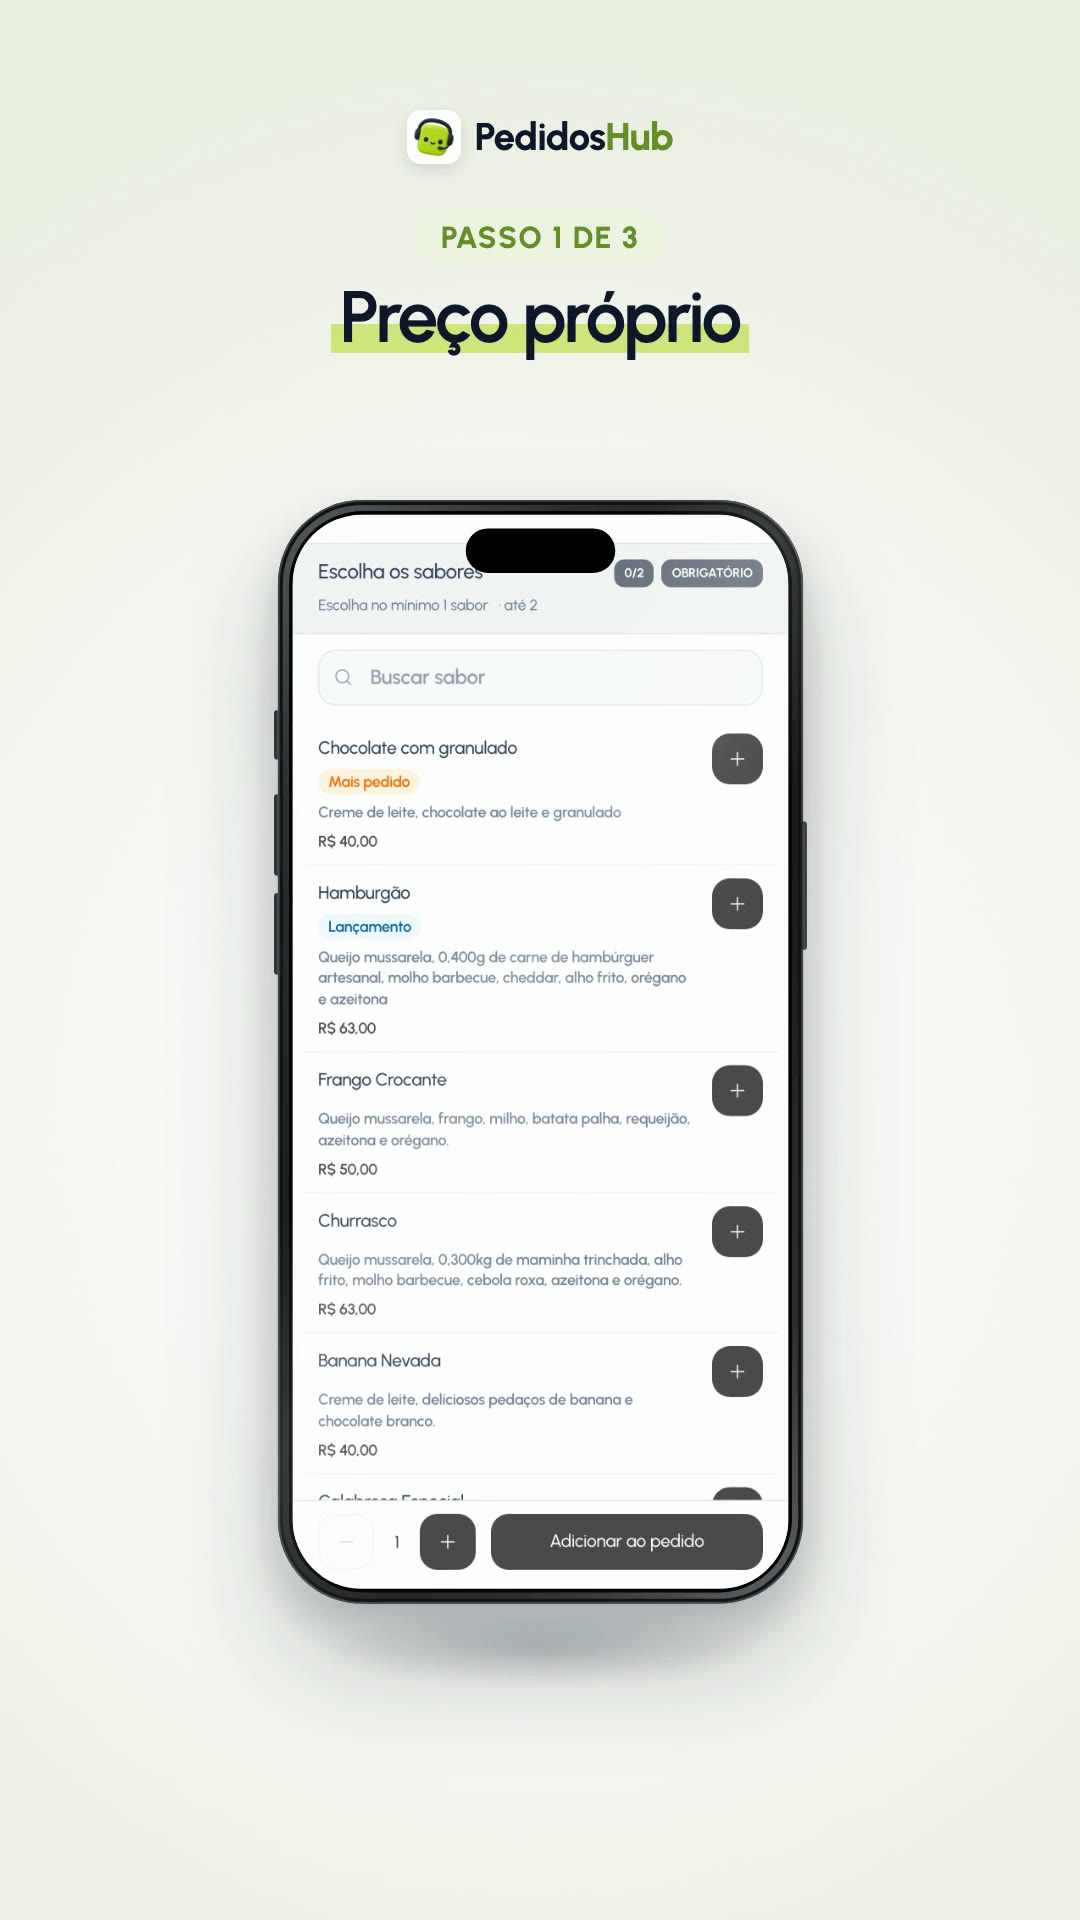 PedidosHub
PASSO 1 DE 3
Preço próprio
Escolha os sabores
0/2
OBRIGATÓRIO
Escolha no mínimo 1 sabor · até 2
Buscar sabor
Chocolate com granulado
Mais pedido
Creme de leite, chocolate ao leite e granulado
R$ 40,00
Hamburgão
Lançamento
Queijo mussarela, 0,400g de carne de hambúrguer
artesanal, molho barbecue, cheddar, alho frito, orégano
e azeitona
R$ 63,00
Frango Crocante
Queijo mussarela, frango, milho, batata palha, requeijão,
azeitona e orégano.
R$ 50,00
Churrasco
Queijo mussarela, 0,300kg de maminha trinchada, alho
frito, molho barbecue, cebola roxa, azeitona e orégano.
R$ 63,00
Banana Nevada
Creme de leite, deliciosos pedaços de banana e
chocolate branco.
R$ 40,00
Calabresa Especial
1
Adicionar ao pedido